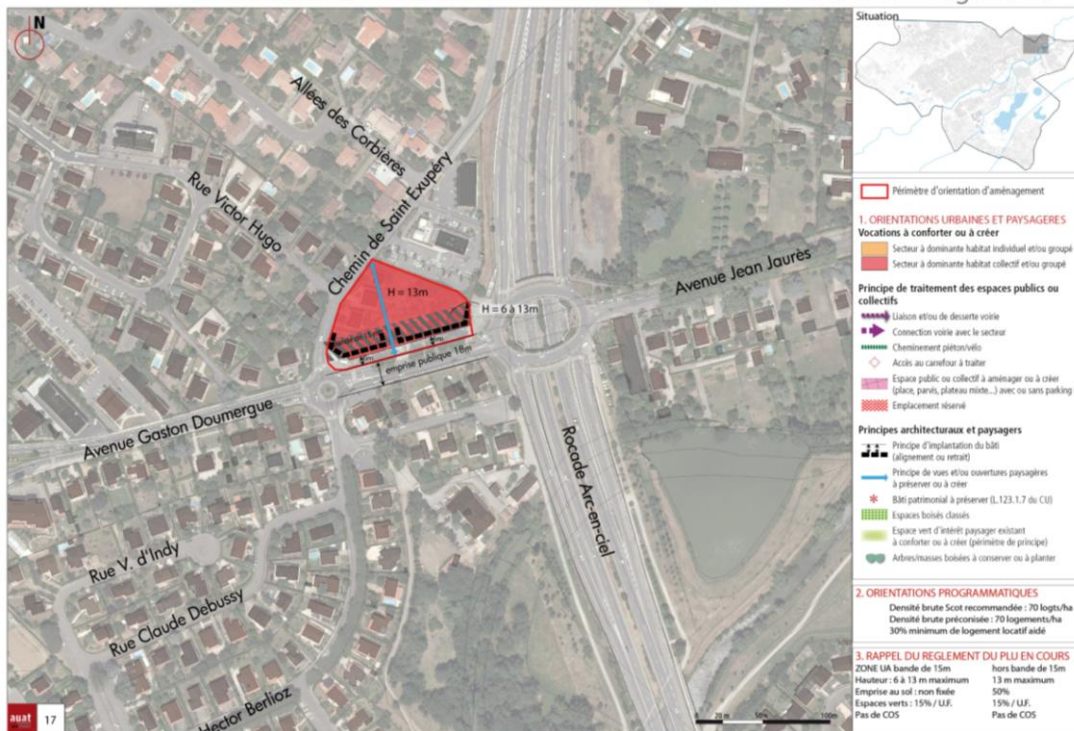 N
Allées des Corbières
Rue Victor Hugo
Chemin de Saint Exupery
H = 13m
H = 6 à 13m
Avenue Jean Jaurès
emprise publique 18m
Avenue Gaston Doumergue
Rocade Arc-en-ciel
Rue V. d'Indy
Rue Claude Debussy
Hector Berlioz
auat
17
0 20 m 50m 100m
Situation
Périmètre d'orientation d'aménagement
1. ORIENTATIONS URBAINES ET PAYSAGERES
Vocations à conforter ou à créer
Secteur à dominante habitat individuel et/ou groupé
Secteur à dominante habitat collectif et/ou groupé
Principe de traitement des espaces publics ou
collectifs
Liaison et/ou de desserte voirie
Connection voirie avec le secteur
Cheminement piéton/vélo
Accès au carrefour à traiter
Espace public ou collectif à aménager ou à créer
(place, parvis, plateau mixte...) avec ou sans parking
Emplacement réservé
Principes architecturaux et paysagers
Principe d'implantation du bâti
(alignement ou retrait)
Principe de vues et/ou ouvertures paysagères
à préserver ou à créer
Bâti patrimonial à préserver (L.123.1.7 du CU)
Espaces boisés classés
Espace vert d'intérêt paysager existant
à conforter ou à créer (périmètre de principe)
Arbres/masses boisées à conserver ou à planter
2. ORIENTATIONS PROGRAMMATIQUES
Densité brute Scot recommandée : 70 logts/ha
Densité brute préconisée : 70 logements/ha
30% minimum de logement locatif aidé
3. RAPPEL DU REGLEMENT DU PLU EN COURS
ZONE UA bande de 15m hors bande de 15m
Hauteur : 6 à 13 m maximum 13 m maximum
Emprise au sol : non fixée 50%
Espaces verts : 15% / U.F. 15% / U.F.
Pas de COS Pas de COS